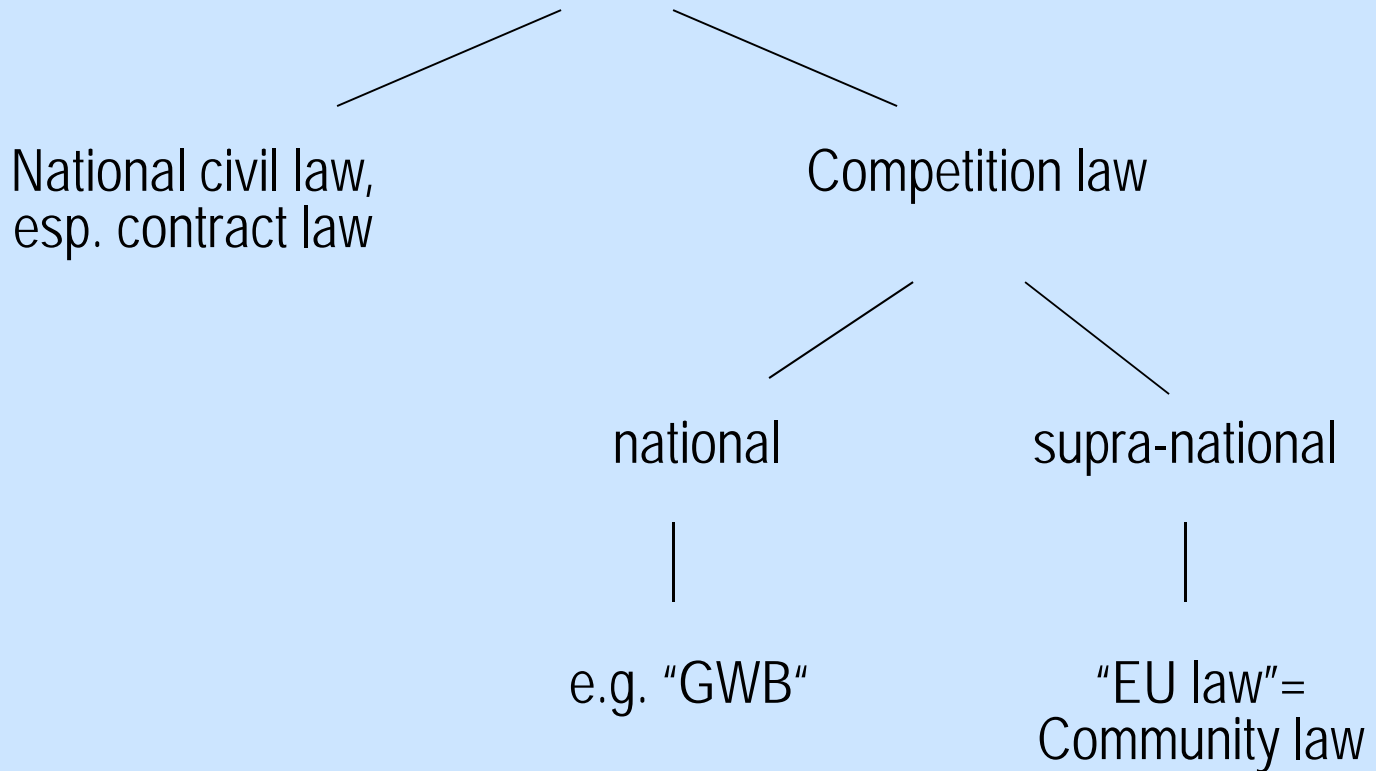 National civil law,
esp. contract law
Competition law
national
supra-national
e.g. “GWB“
“EU law”=
Community law